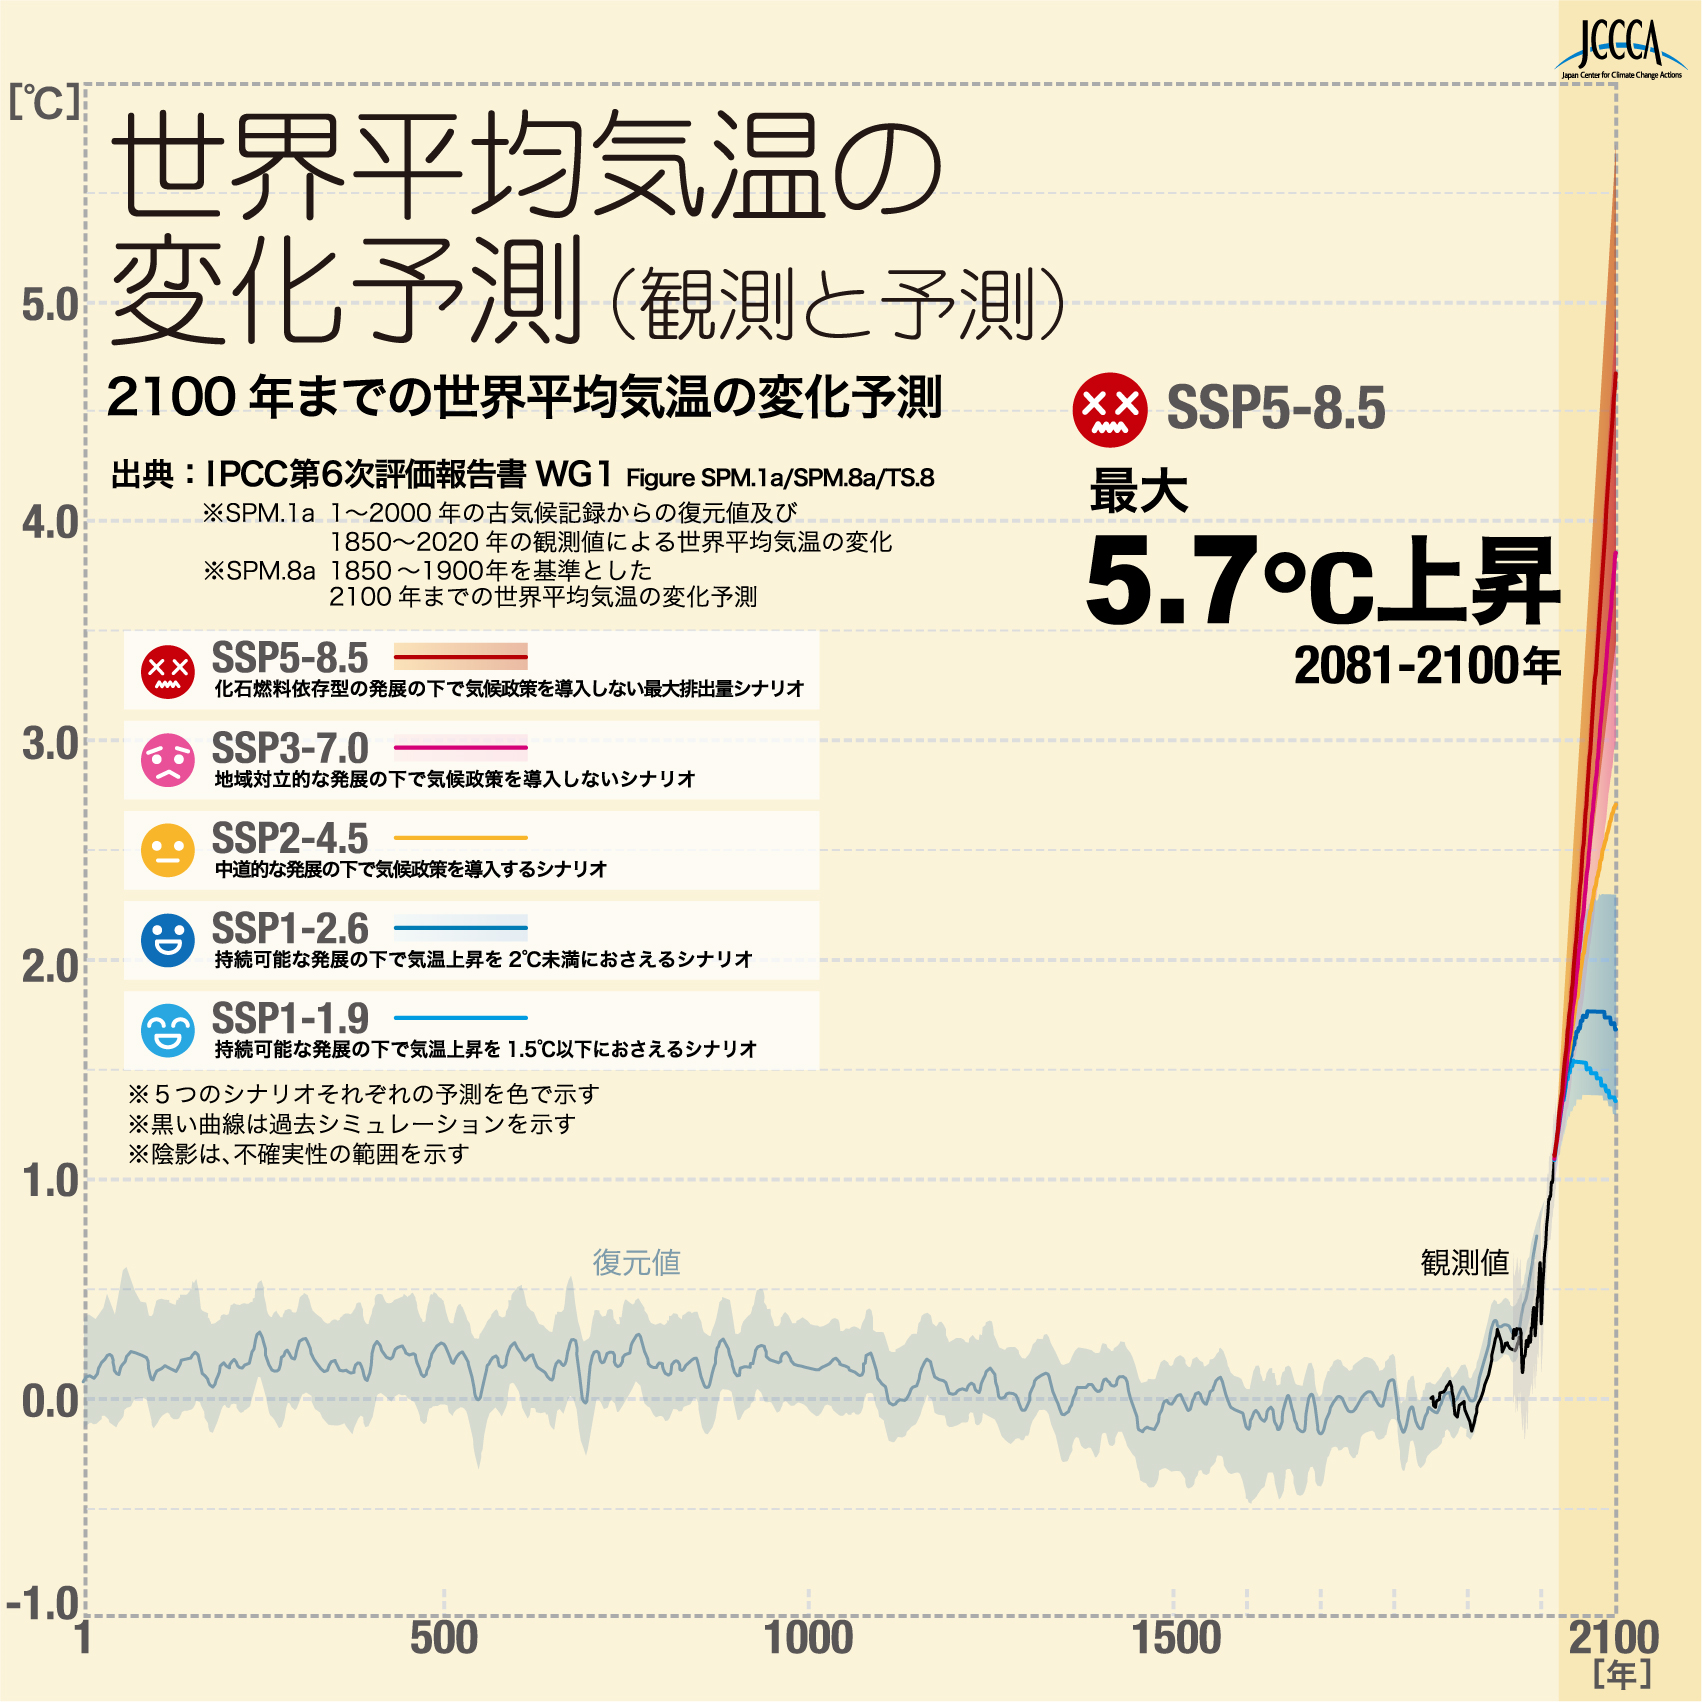 JCCCA
Japan Center for Climate Change Actions
[℃]
世界平均気温の
変化予測（観測と予測）
2100 年までの世界平均気温の変化予測
出典：IPCC第6次評価報告書 WG1 Figure SPM.1a/SPM.8a/TS.8
※SPM.1a 1～2000 年の古気候記録からの復元値及び
1850～2020 年の観測値による世界平均気温の変化
※SPM.8a 1850～1900年を基準とした
2100 年までの世界平均気温の変化予測
SSP5-8.5
最大
5.7℃上昇
2081-2100年
SSP5-8.5
化石燃料依存型の発展の下で気候政策を導入しない最大排出量シナリオ
SSP3-7.0
地域対立的な発展の下で気候政策を導入しないシナリオ
SSP2-4.5
中道的な発展の下で気候政策を導入するシナリオ
SSP1-2.6
持続可能な発展の下で気温上昇を 2℃未満におさえるシナリオ
SSP1-1.9
持続可能な発展の下で気温上昇を 1.5℃以下におさえるシナリオ
※５つのシナリオそれぞれの予測を色で示す
※黒い曲線は過去シミュレーションを示す
※陰影は、不確実性の範囲を示す
復元値
観測値
5.0
4.0
3.0
2.0
1.0
0.0
-1.0
1
500
1000
1500
2100
[年]